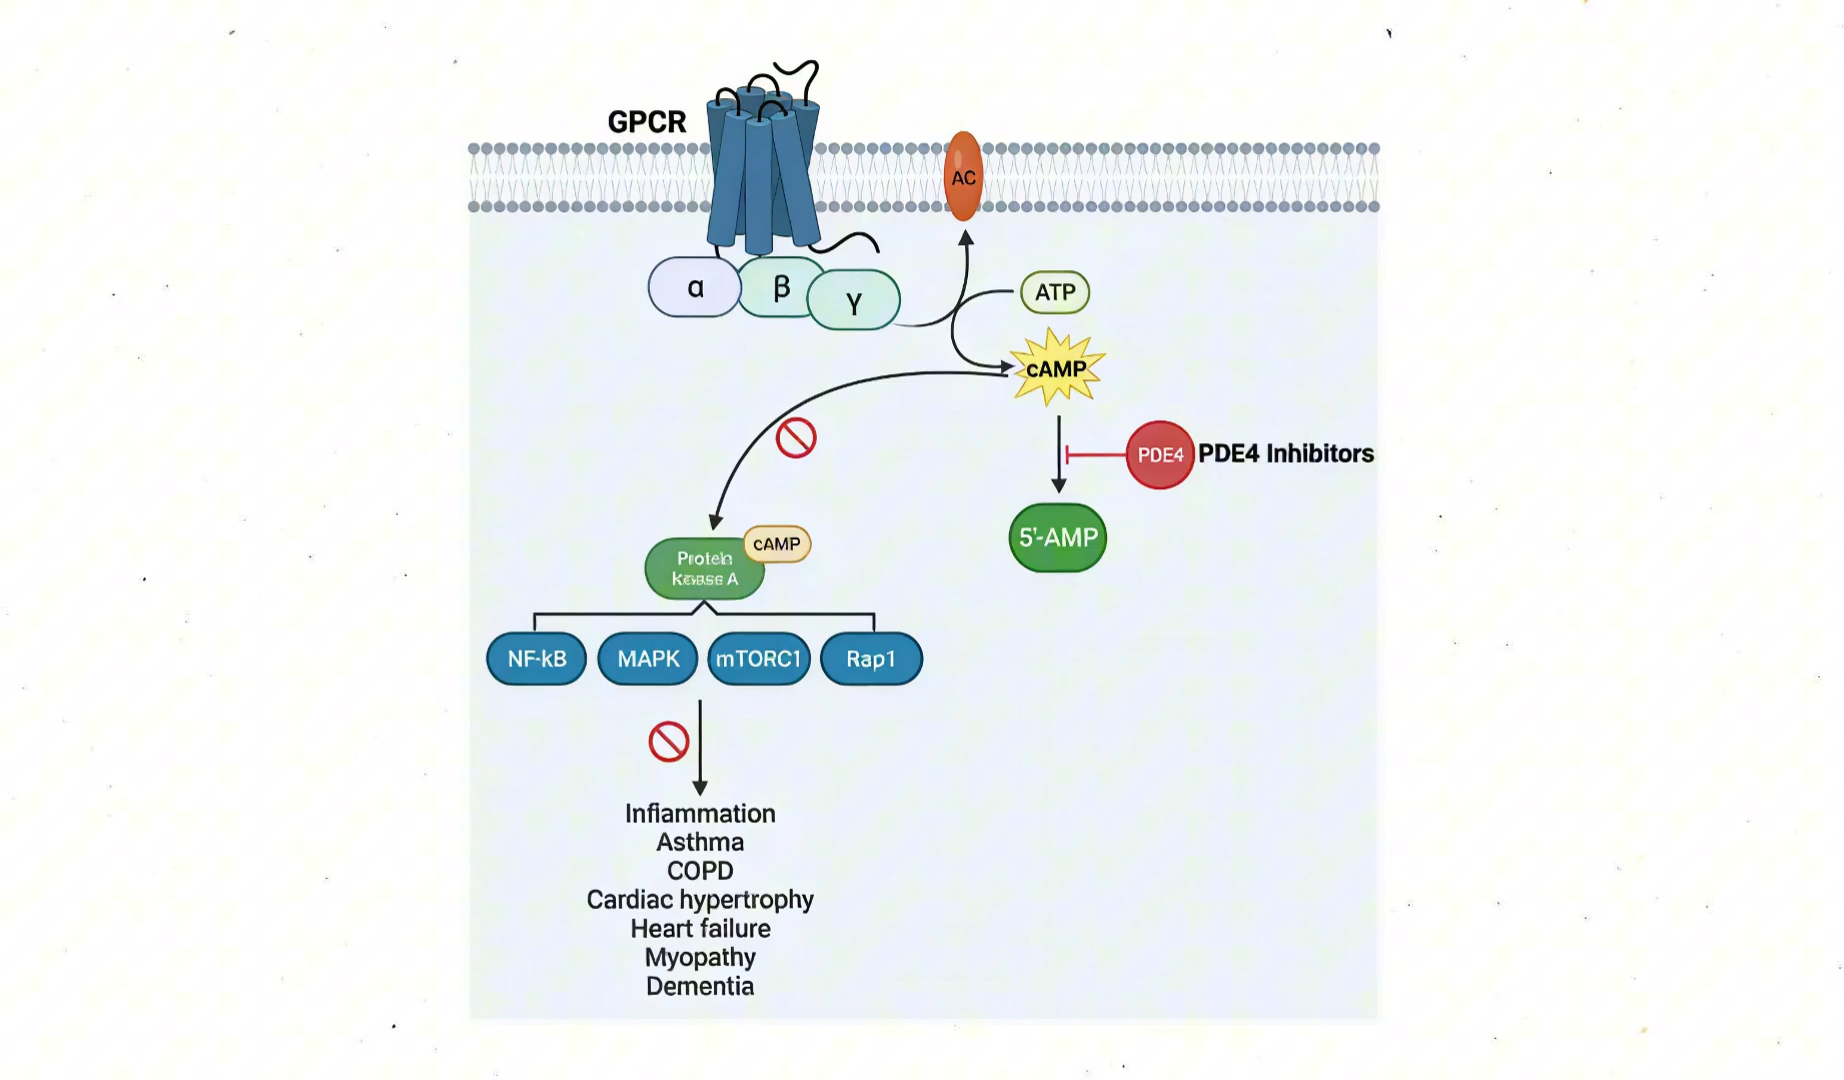 GPCR
AC
α
β
γ
ATP
cAMP
PDE4
PDE4 Inhibitors
5'-AMP
cAMP
Protein
A
NF-kB
MAPK
mTORC1
Rap1
Inflammation
Asthma
COPD
Cardiac hypertrophy
Heart failure
Myopathy
Dementia